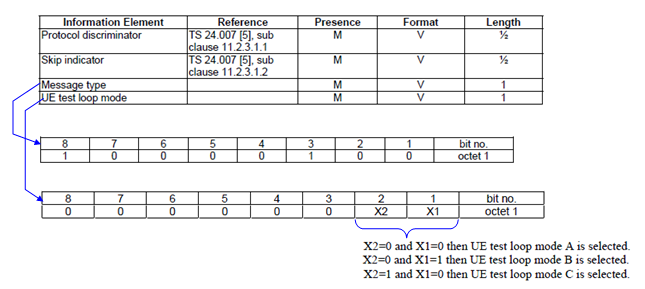 Information Element Reference Presence Format Length
Protocol discriminator TS 24.007 [5], sub clause 11.2.3.1.1 M V ½
Skip indicator TS 24.007 [5], sub clause 11.2.3.1.2 M V ½
Message type M V 1
UE test loop mode M V 1
8 7 6 5 4 3 2 1 bit no.
1 0 0 0 0 1 0 0 octet 1
8 7 6 5 4 3 2 1 bit no.
0 0 0 0 0 0 X2 X1 octet 1
X2=0 and X1=0 then UE test loop mode A is selected.
X2=0 and X1=1 then UE test loop mode B is selected.
X2=1 and X1=0 then UE test loop mode C is selected.